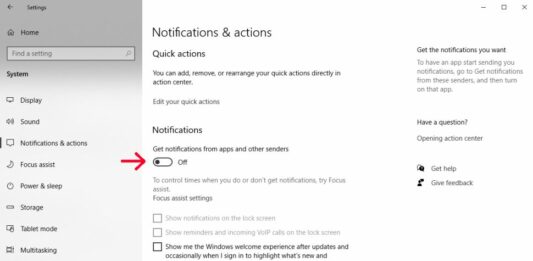 Settings
Home
Find a setting
System
Display
Sound
Notifications & actions
Focus assist
Power & sleep
Storage
Tablet mode
Multitasking
Notifications & actions
Quick actions
You can add, remove, or rearrange your quick actions directly in
action center.
Edit your quick actions
Notifications
Get notifications from apps and other senders
Off
To control times when you do or don't get notifications, try Focus
assist.
Focus assist settings
Show notifications on the lock screen
Show reminders and incoming VoIP calls on the lock screen
Show me the Windows welcome experience after updates and
occasionally when I sign in to highlight what's new and
Get the notifications you want
To have an app start sending you
notifications, go to Get notifications
from these senders, and then turn
on that app.
Have a question?
Opening action center
Get help
Give feedback